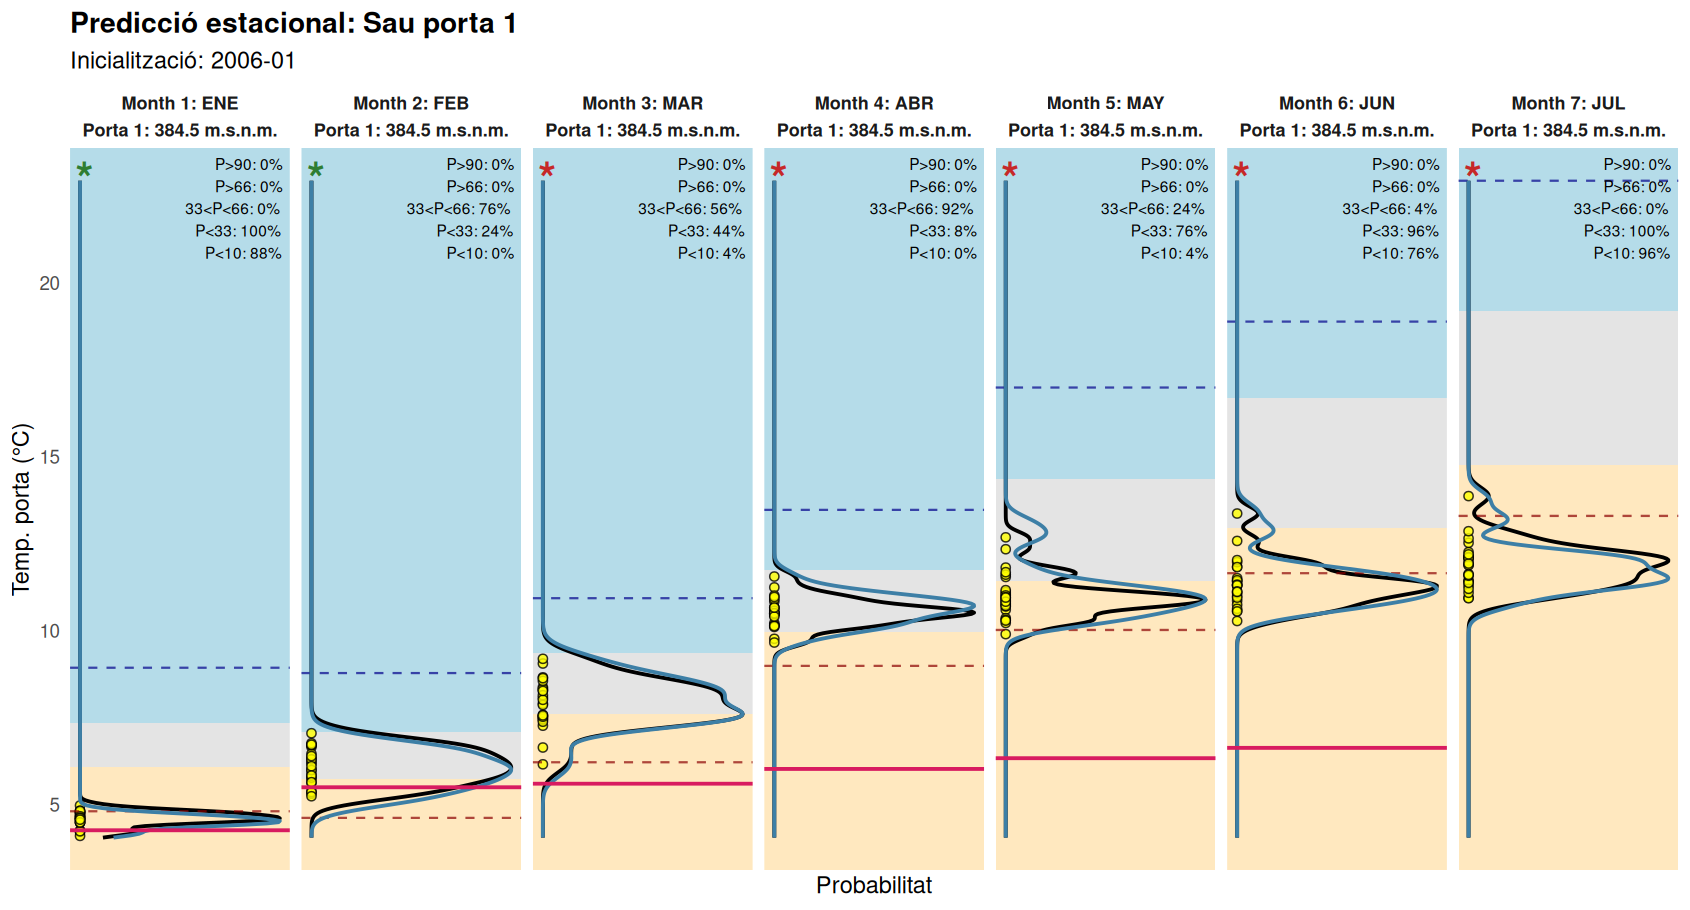 Predicció estacional: Sau porta 1
Inicialització: 2006-01
Month 1: ENE
Porta 1: 384.5 m.s.n.m.
Month 2: FEB
Porta 1: 384.5 m.s.n.m.
Month 3: MAR
Porta 1: 384.5 m.s.n.m.
Month 4: ABR
Porta 1: 384.5 m.s.n.m.
Month 5: MAY
Porta 1: 384.5 m.s.n.m.
Month 6: JUN
Porta 1: 384.5 m.s.n.m.
Month 7: JUL
Porta 1: 384.5 m.s.n.m.
*
P>90: 0%
P>66: 0%
33<P<66: 0%
P<33: 100%
P<10: 88%
*
P>90: 0%
P>66: 0%
33<P<66: 76%
P<33: 24%
P<10: 0%
*
P>90: 0%
P>66: 0%
33<P<66: 56%
P<33: 44%
P<10: 4%
*
P>90: 0%
P>66: 0%
33<P<66: 92%
P<33: 8%
P<10: 0%
*
P>90: 0%
P>66: 0%
33<P<66: 24%
P<33: 76%
P<10: 4%
*
P>90: 0%
P>66: 0%
33<P<66: 4%
P<33: 96%
P<10: 76%
*
P>90: 0%
P>66: 0%
33<P<66: 0%
P<33: 100%
P<10: 96%
20
15
10
5
Temp. porta (°C)
Probabilitat